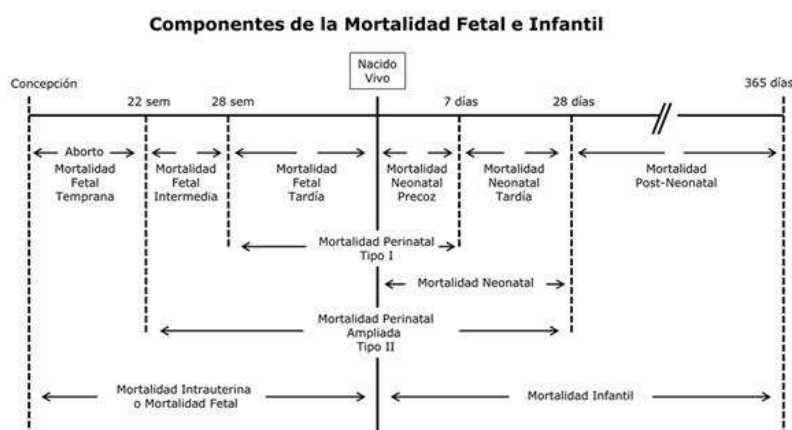 Componentes de la Mortalidad Fetal e Infantil
Nacido
Vivo
Concepción
22 sem
28 sem
7 días
28 días
365 días
Aborto
Mortalidad
Fetal
Temprana
Mortalidad
Fetal
Intermedia
Mortalidad
Fetal
Tardía
Mortalidad
Neonatal
Precoz
Mortalidad
Neonatal
Tardía
Mortalidad
Post-Neonatal
Mortalidad Perinatal
Tipo I
Mortalidad Neonatal
Mortalidad Perinatal
Ampliada
Tipo II
Mortalidad Intrauterina
o Mortalidad Fetal
Mortalidad Infantil